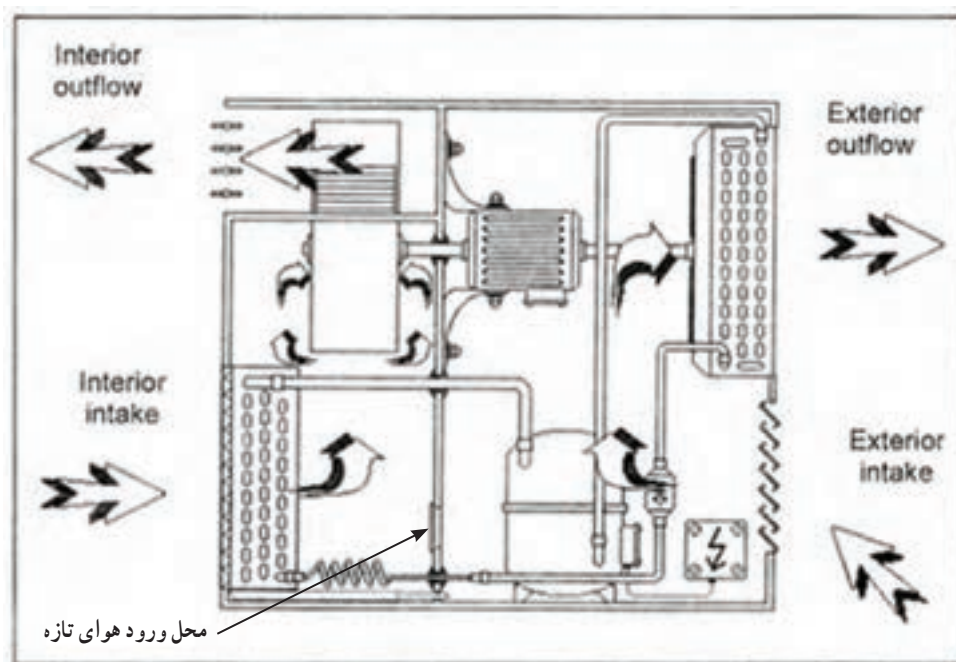 Interior
outflow
Exterior
outflow
Interior
intake
Exterior
intake
محل ورود هوای تازه